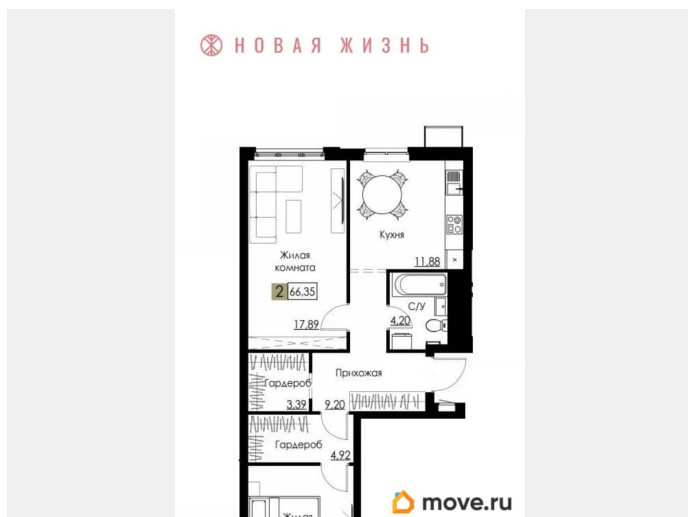 НОВАЯ ЖИЗНЬ
Кухня
11.88
Жилая
комната
2 66,35
17.89
С/У
4.20
Прихожая
9.20
Гардероб
3.39
Гардероб
4.92
Жилая
move.ru